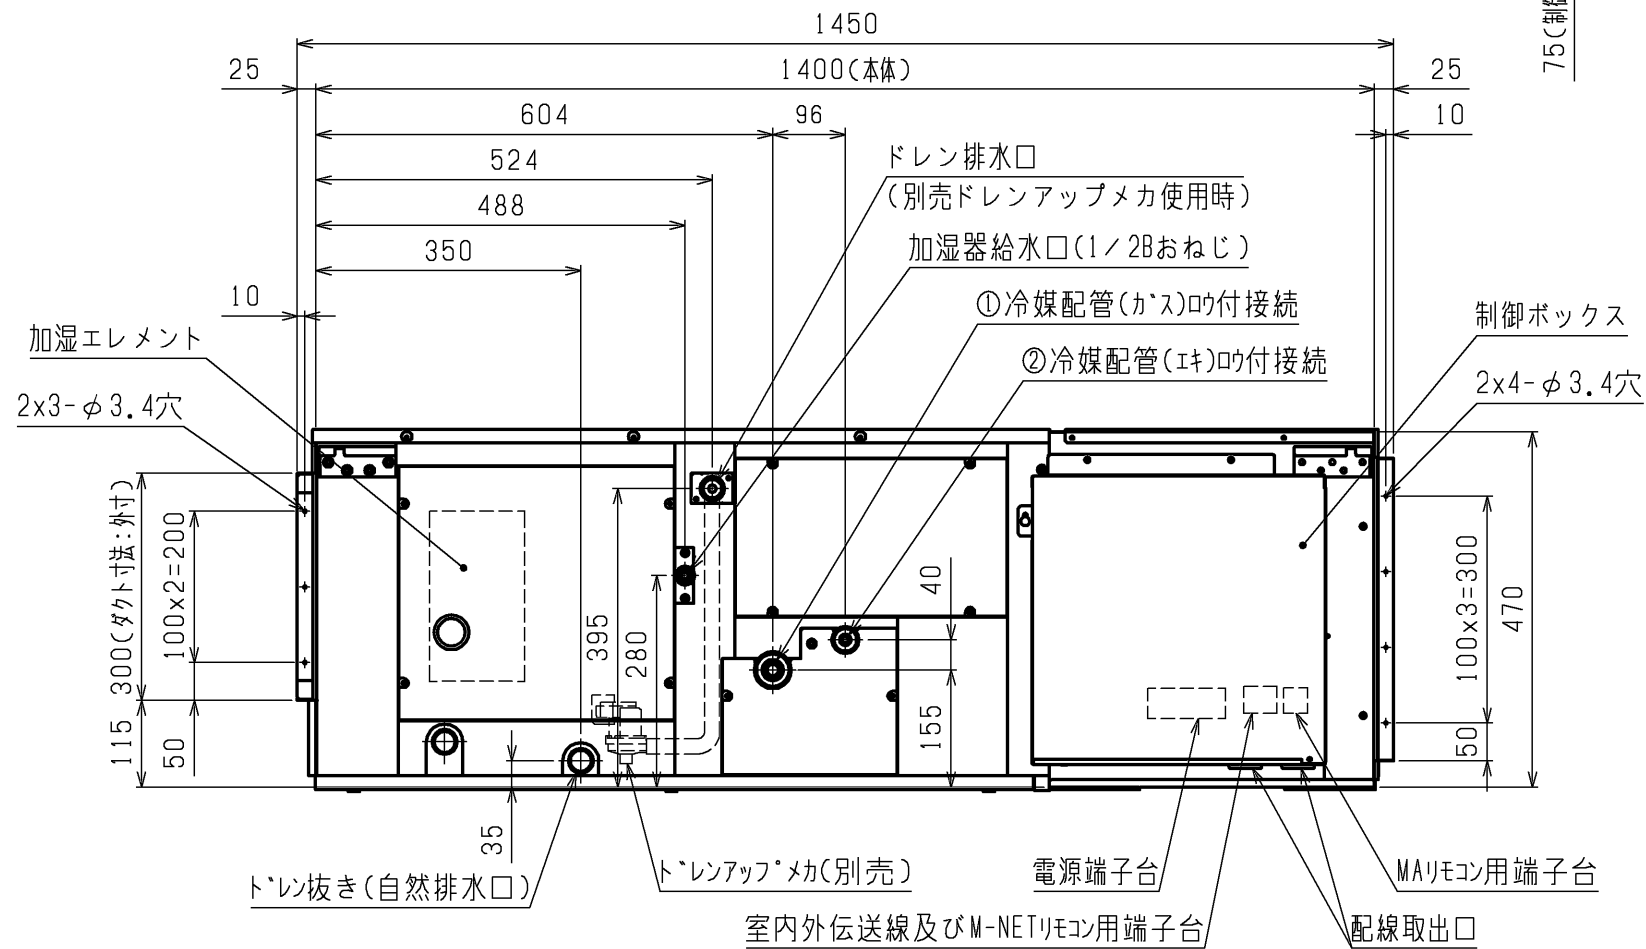 1450
75(制御
25
1400(本体)
25
604
96
10
524
ドレン排水口
(別売ドレンアップメカ使用時)
488
加湿器給水口(1/2Bおねじ)
350
10
①冷媒配管(ガス)ロウ付接続
制御ボックス
加湿エレメント
②冷媒配管(エキ)ロウ付接続
2x3-φ3.4穴
2x4-φ3.4穴
300(ダクト寸法:外寸)
100x2=200
395
280
40
100x3=300
470
115
50
155
50
35
ドレン抜き(自然排水口)
ドレンアップメカ(別売)
電源端子台
MAリモコン用端子台
室内外伝送線及びM-NETリモコン用端子台
配線取出口